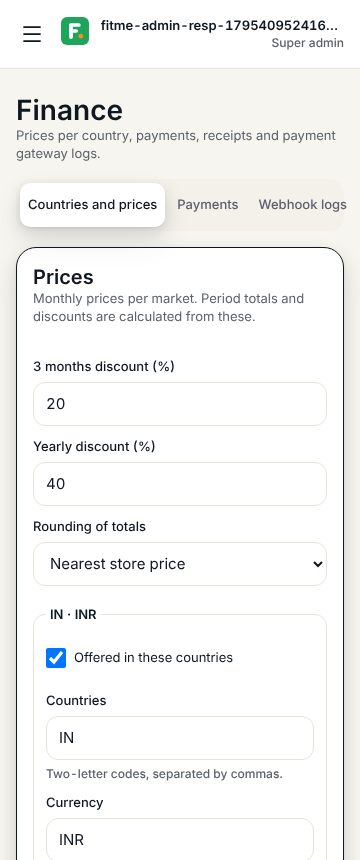 F
fitme-admin-resp-179540952416...
Super admin
Finance
Prices per country, payments, receipts and payment
gateway logs.
Countries and prices
Payments
Webhook logs
Prices
Monthly prices per market. Period totals and
discounts are calculated from these.
3 months discount (%)
20
Yearly discount (%)
40
Rounding of totals
Nearest store price
IN · INR
Offered in these countries
Countries
IN
Two-letter codes, separated by commas.
Currency
INR